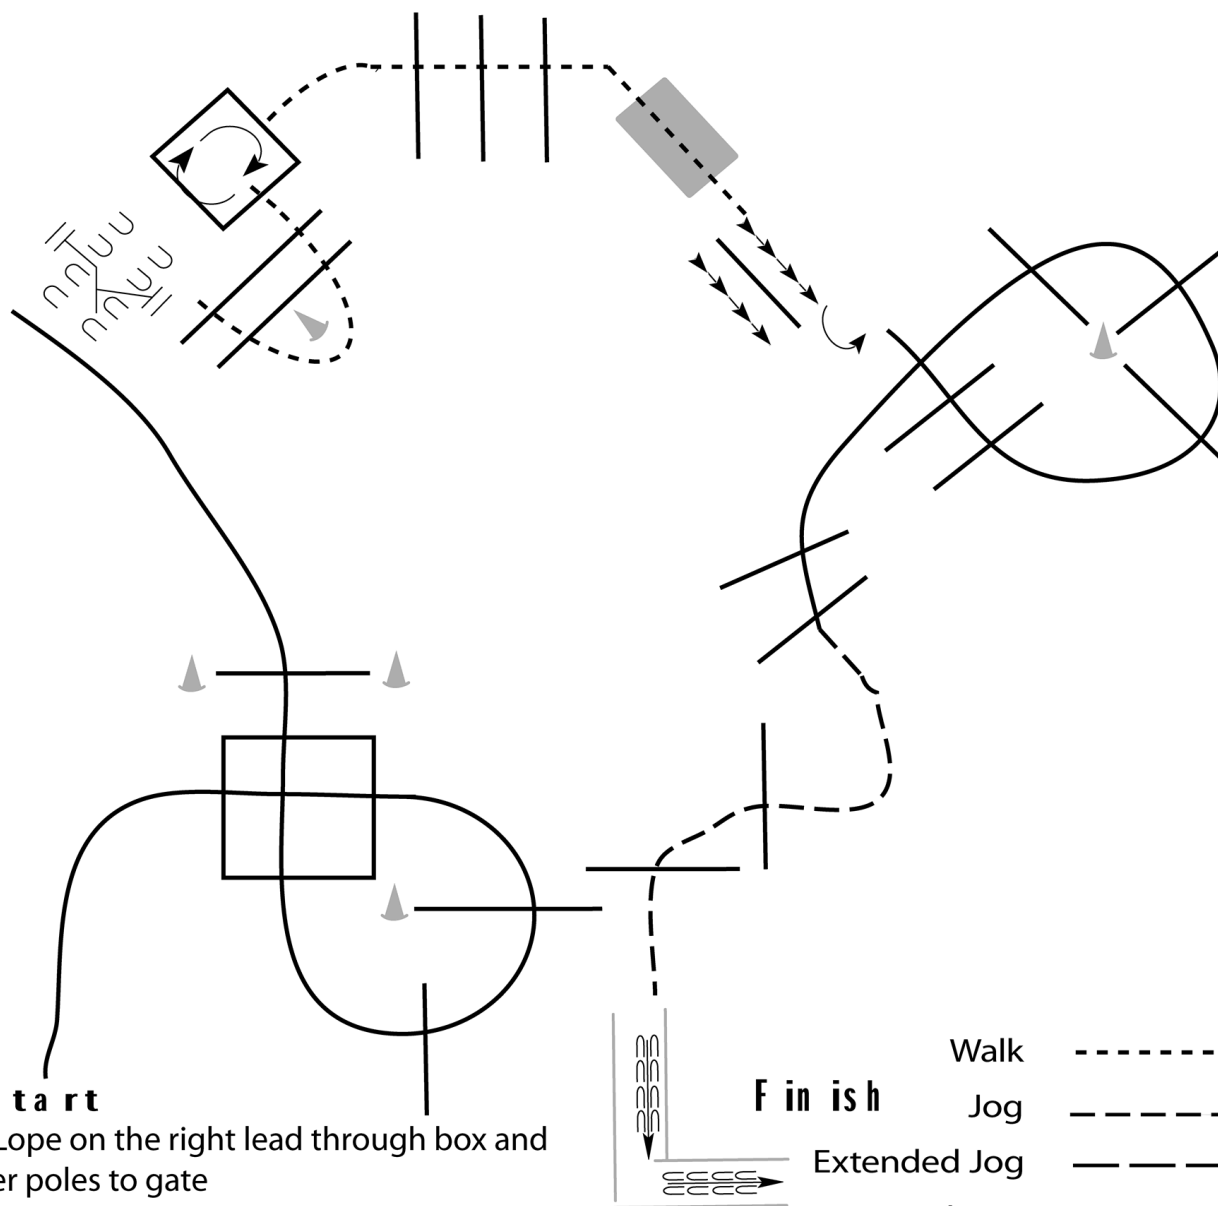 tart
Lope on the right lead through box and
er poles to gate
Finish
Walk
Jog
Extended Jog